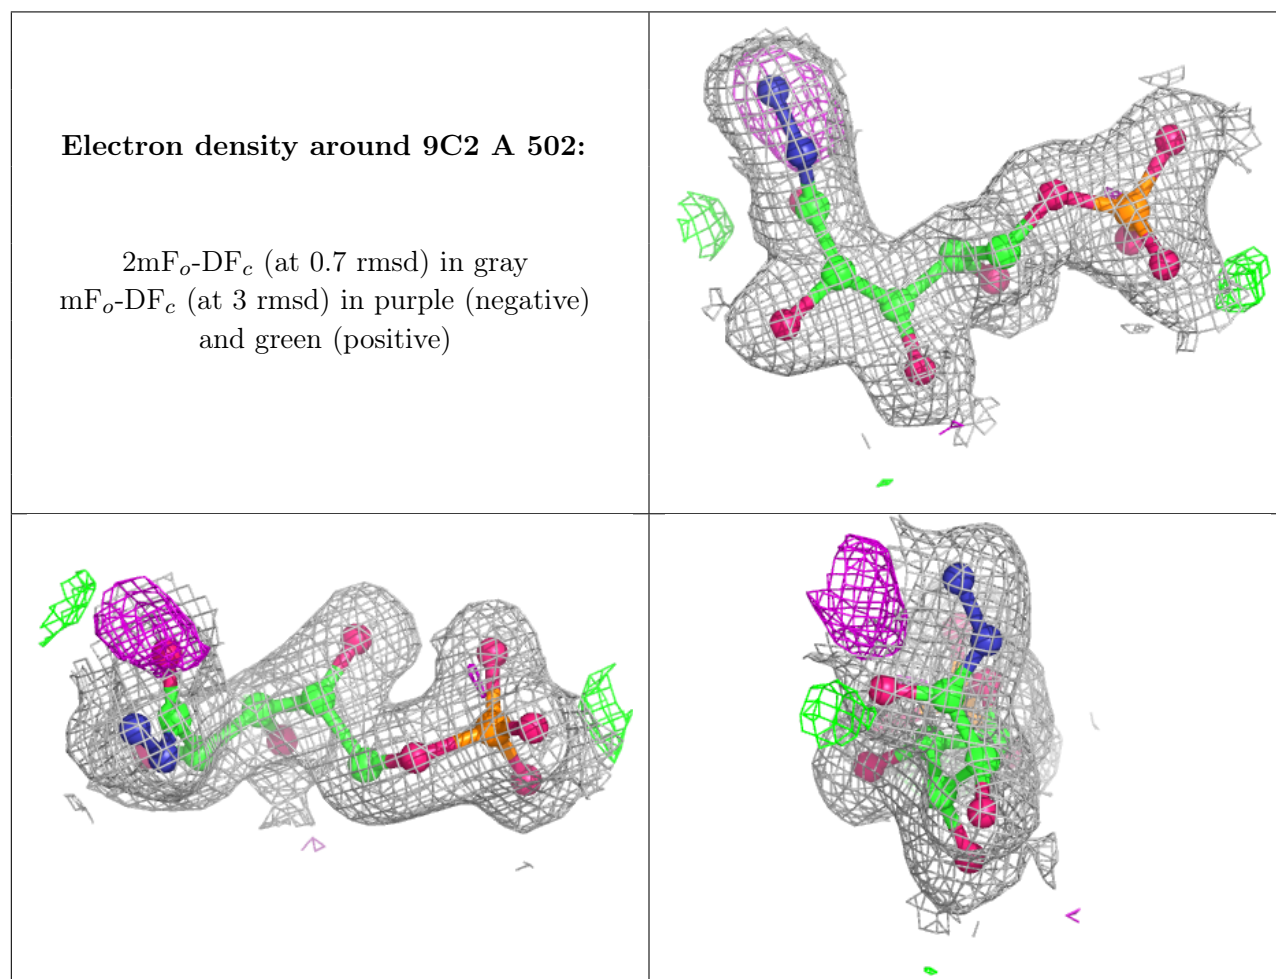 Electron density around 9C2 A 502:
2mFo-DFc (at 0.7 rmsd) in gray
mFo-DFc (at 3 rmsd) in purple (negative)
and green (positive)